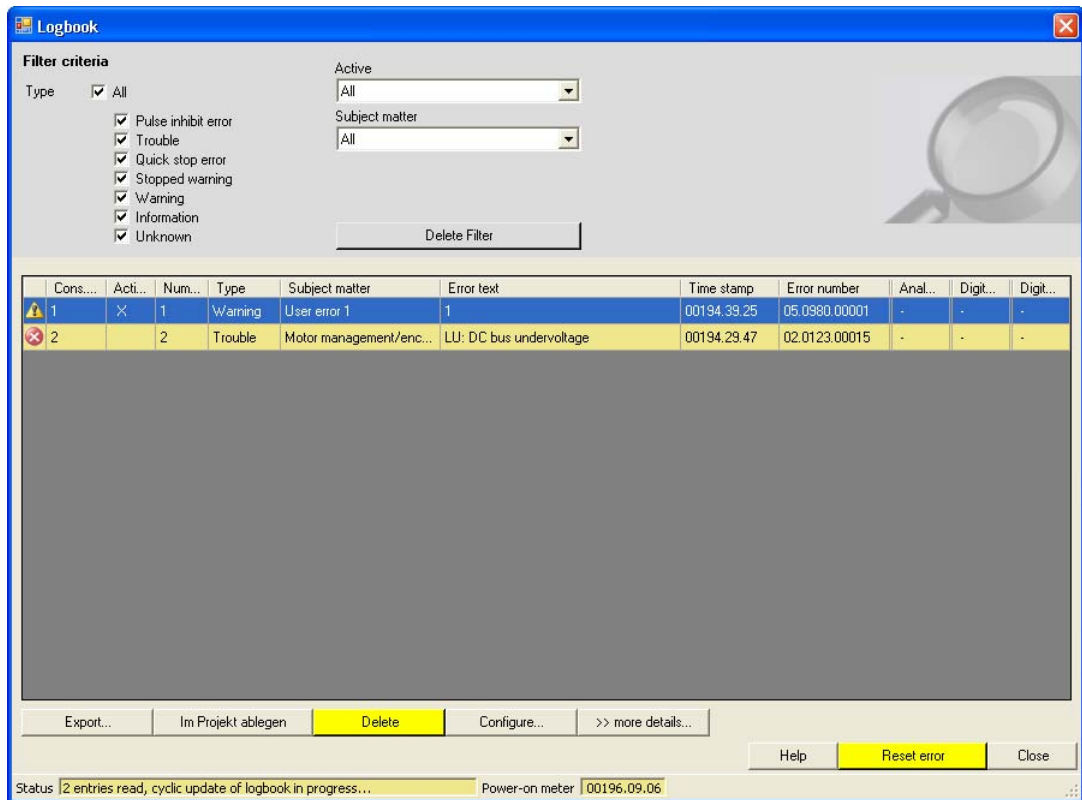 Logbook
Filter criteria
Type All
Pulse inhibit error
Trouble
Quick stop error
Stopped warning
Warning
Information
Unknown
Active
All
Subject matter
All
Delete Filter
Cons.... Acti... Num... Type Subject matter Error text Time stamp Error number Anal... Digit... Digit...
1 X 1 Warning User error 1 1 00194.39.25 05.0980.00001 - - -
2 2 Trouble Motor management/enc... LU: DC bus undervoltage 00194.29.47 02.0123.00015 - - -
Export... Im Projekt ablegen Delete Configure... >> more details...
Help Reset error Close
Status 2 entries read, cyclic update of logbook in progress... Power-on meter 00196.09.06